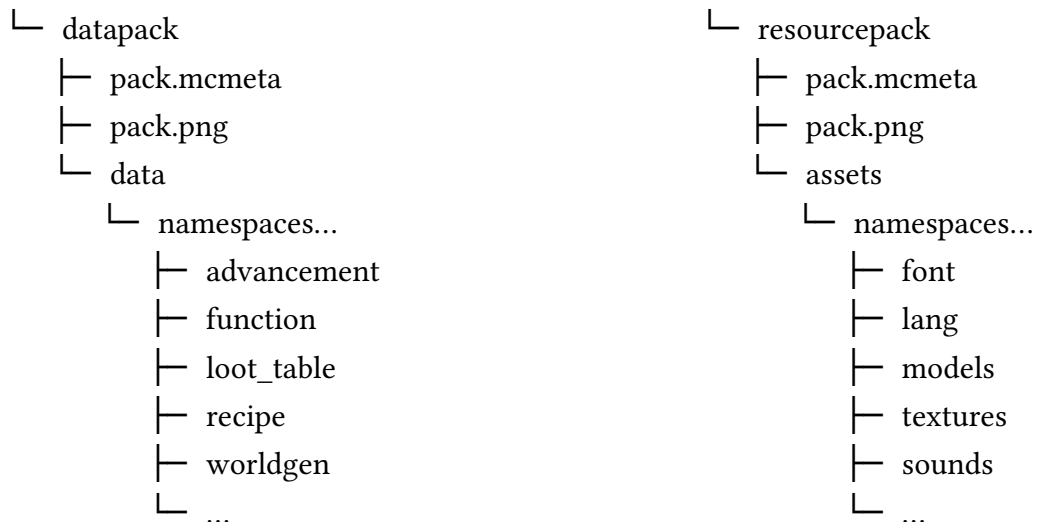 └─ datapack
├─ pack.mcmeta
├─ pack.png
└─ data
└─ namespaces…
├─ advancement
├─ function
├─ loot_table
├─ recipe
├─ worldgen
└─ …
└─ resourcepack
├─ pack.mcmeta
├─ pack.png
└─ assets
└─ namespaces…
├─ font
├─ lang
├─ models
├─ textures
├─ sounds
└─ …